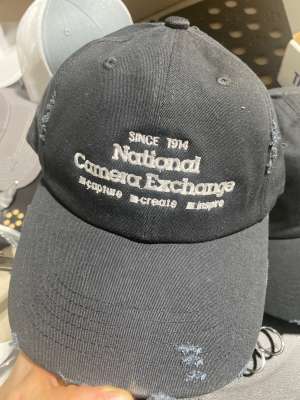 SINCE 1914
National
Camera Exchange
capture create inspire